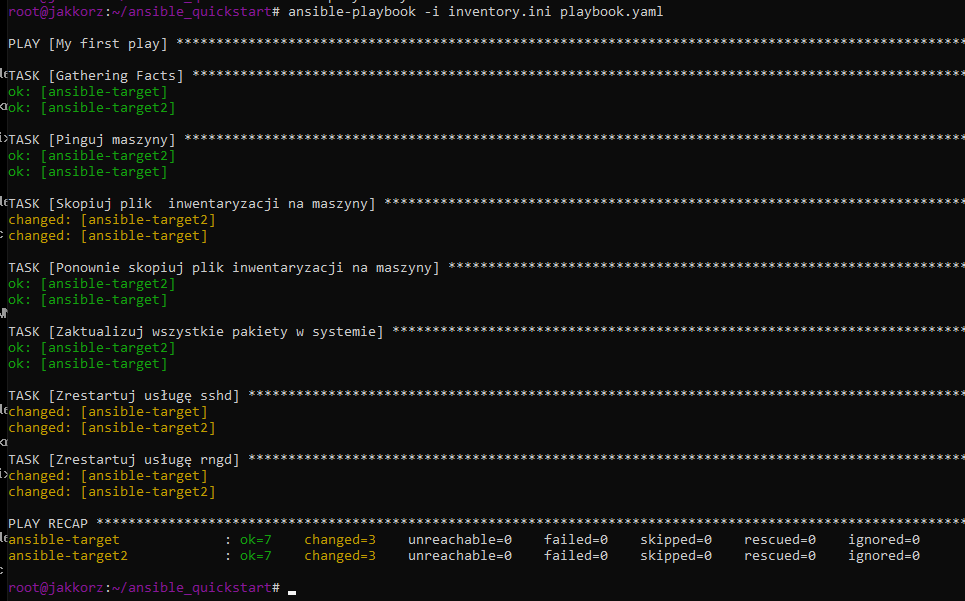 root@jakkorz:~/ansible_quickstart# ansible-playbook -i inventory.ini playbook.yaml
PLAY [My first play] ***************************************************************************************************
TASK [Gathering Facts] *************************************************************************************************
ok: [ansible-target]
ok: [ansible-target2]
TASK [Pinguj maszyny] **************************************************************************************************
ok: [ansible-target2]
ok: [ansible-target]
TASK [Skopiuj plik  inwentaryzacji na maszyny] *************************************************************************
changed: [ansible-target2]
changed: [ansible-target]
TASK [Ponownie skopiuj plik inwentaryzacji na maszyny] *****************************************************************
ok: [ansible-target2]
ok: [ansible-target]
TASK [Zaktualizuj wszystkie pakiety w systemie] ************************************************************************
ok: [ansible-target2]
ok: [ansible-target]
TASK [Zrestartuj usługę sshd] ******************************************************************************************
changed: [ansible-target]
changed: [ansible-target2]
TASK [Zrestartuj usługę rngd] ******************************************************************************************
changed: [ansible-target]
changed: [ansible-target2]
PLAY RECAP *************************************************************************************************************
ansible-target             : ok=7    changed=3    unreachable=0    failed=0    skipped=0    rescued=0    ignored=0
ansible-target2            : ok=7    changed=3    unreachable=0    failed=0    skipped=0    rescued=0    ignored=0
root@jakkorz:~/ansible_quickstart#